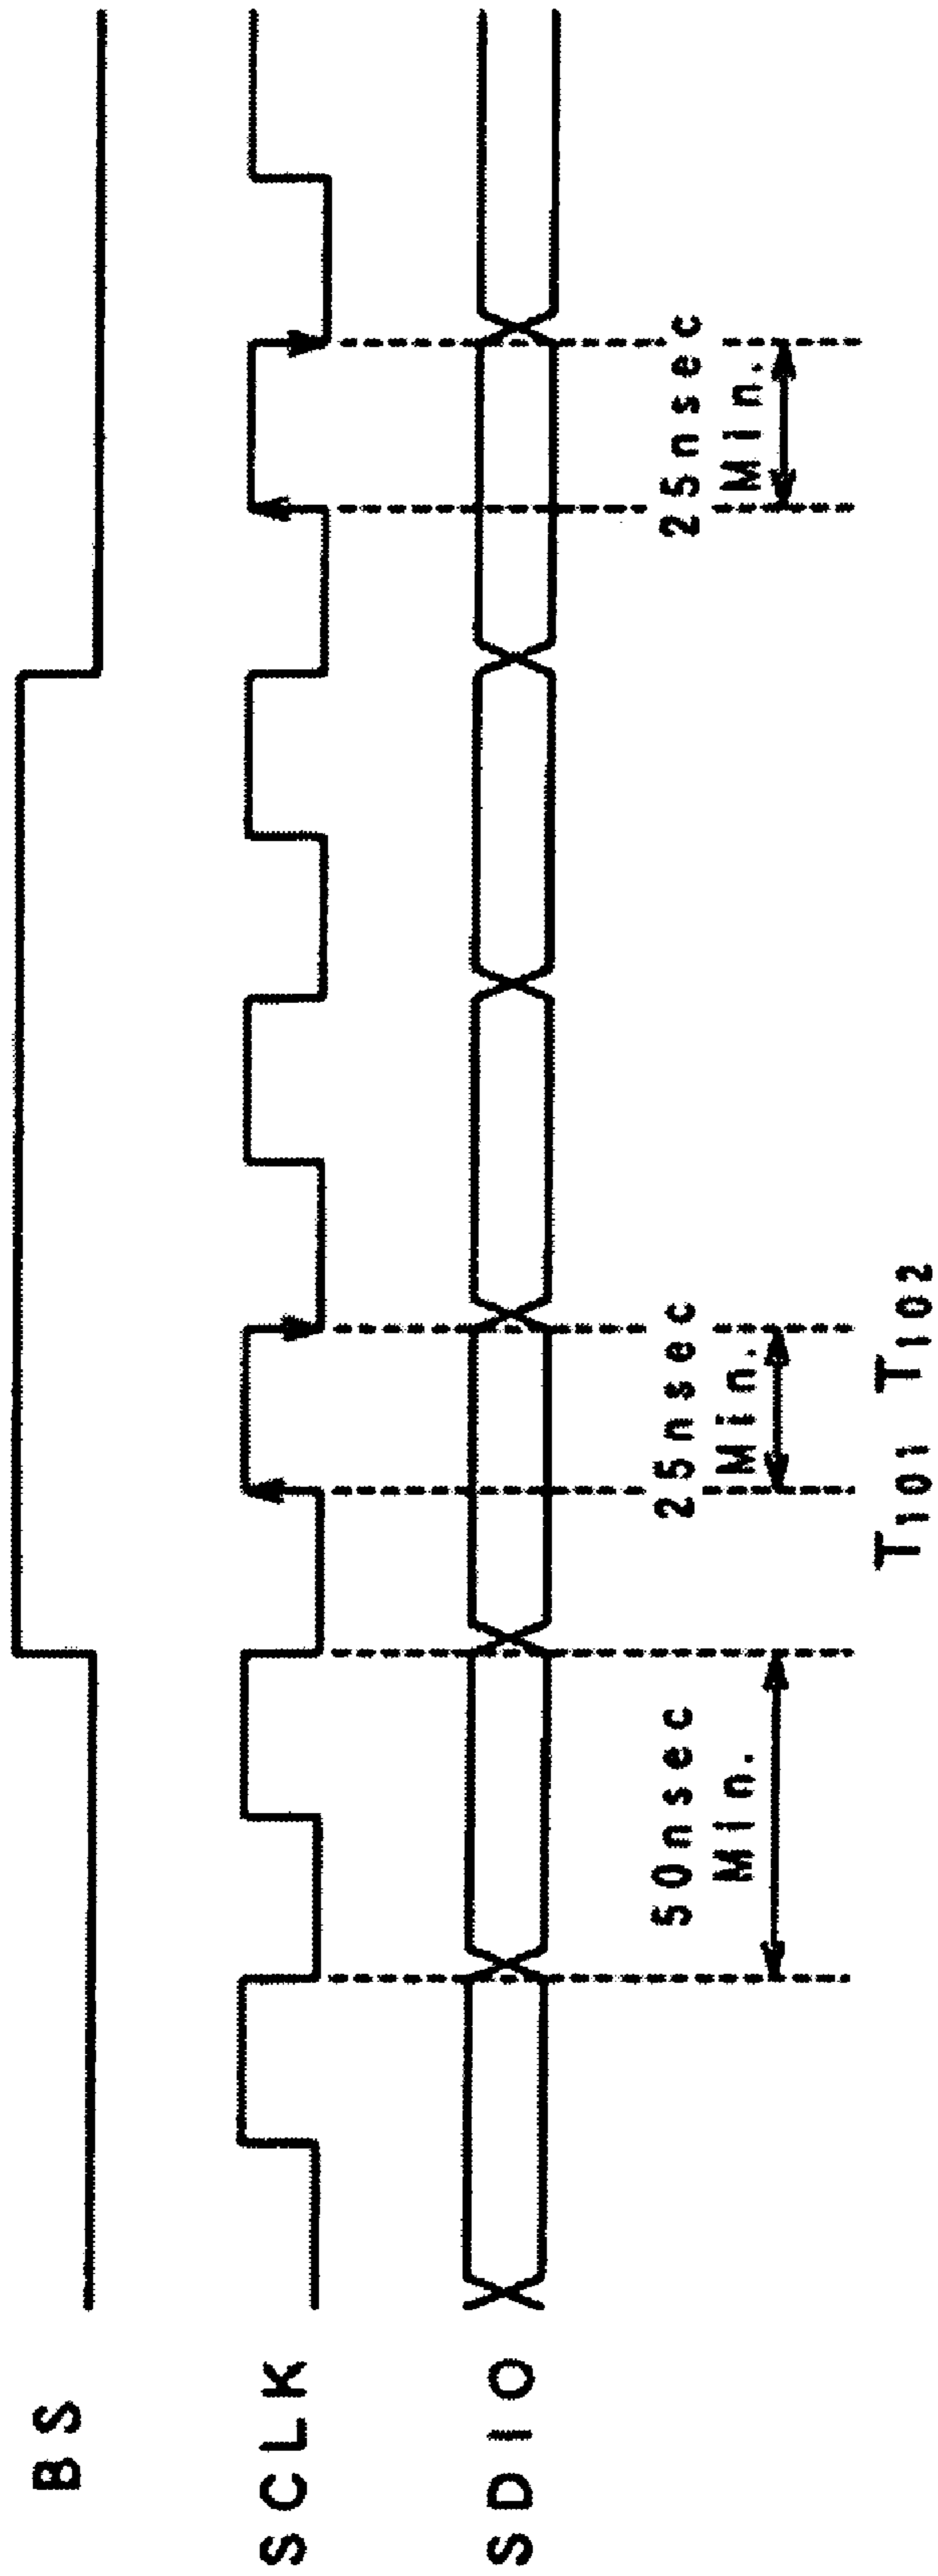 BS
SCLK
SDIO
50nsec
Min.
25nsec
Min.
25nsec
Min.
T101 T102